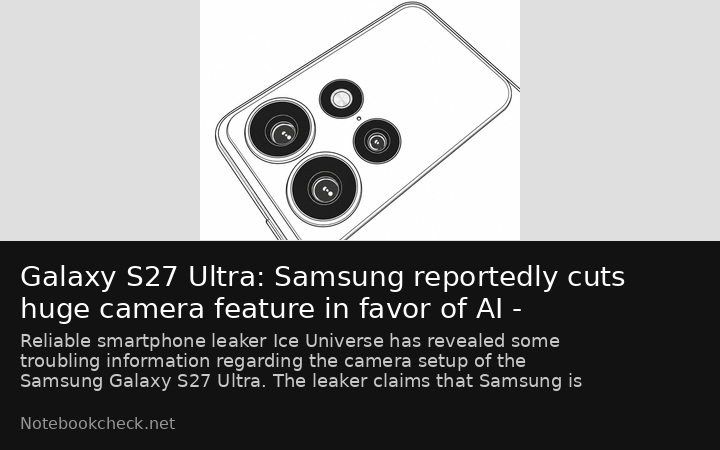 Galaxy S27 Ultra: Samsung reportedly cuts
huge camera feature in favor of AI -
Reliable smartphone leaker Ice Universe has revealed some
troubling information regarding the camera setup of the
Samsung Galaxy S27 Ultra. The leaker claims that Samsung is
Notebookcheck.net